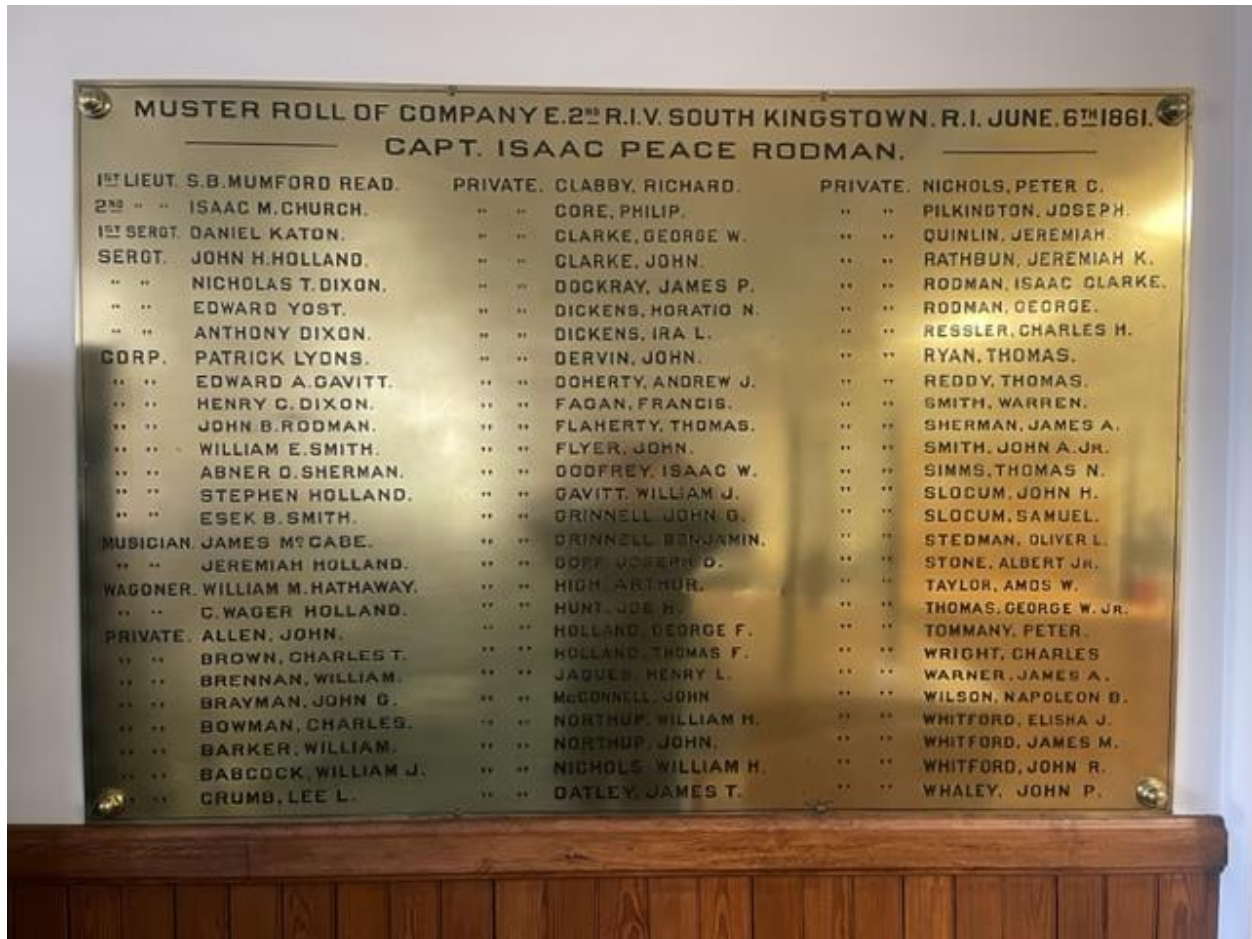 MUSTER ROLL OF COMPANY E. 2ND R.I.V. SOUTH KINGSTOWN. R.I. JUNE. 6TH 1861.
CAPT. ISAAC PEACE RODMAN.
1ST LIEUT. S.B. MUMFORD READ.
2ND " " ISAAC M. CHURCH.
1ST SERGT. DANIEL KATON.
SERGT. JOHN H. HOLLAND.
" " NICHOLAS T. DIXON.
" " EDWARD YOST.
" " ANTHONY DIXON.
CORP. PATRICK LYONS.
" " EDWARD A. GAVITT.
" " HENRY C. DIXON.
" " JOHN B. RODMAN.
" " WILLIAM E. SMITH.
" " ABNER O. SHERMAN.
" " STEPHEN HOLLAND.
" " ESEK B. SMITH.
MUSICIAN. JAMES McCABE.
" " JEREMIAH HOLLAND.
WAGONER. WILLIAM M. HATHAWAY.
" " C. WAGER HOLLAND.
PRIVATE. ALLEN, JOHN.
" " BROWN, CHARLES T.
" " BRENNAN, WILLIAM.
" " BRAYMAN, JOHN G.
" " BOWMAN, CHARLES.
" " BARKER, WILLIAM.
" " BABCOCK, WILLIAM J.
" " CRUMB, LEE L.
PRIVATE. CLABBY, RICHARD.
" " CORE, PHILIP.
" " CLARKE, GEORGE W.
" " CLARKE, JOHN.
" " DOCKRAY, JAMES P.
" " DICKENS, HORATIO N.
" " DICKENS, IRA L.
" " DERVIN, JOHN.
" " DOHERTY, ANDREW J.
" " FAGAN, FRANCIS.
" " FLAHERTY, THOMAS.
" " FLYER, JOHN.
" " GODFREY, ISAAC W.
" " GAVITT, WILLIAM J.
" " GRINNELL JOHN G.
" " GRINNELL BENJAMIN.
" " GOFF, JOSEPH O.
" " HIGH, ARTHUR.
" " HUNT, JOB H.
" " HOLLAND, GEORGE F.
" " HOLLAND, THOMAS F.
" " JAQUES, HENRY L.
" " McCONNELL, JOHN
" " NORTHUP, WILLIAM H.
" " NORTHUP, JOHN.
" " NICHOLS, WILLIAM H.
" " OATLEY, JAMES T.
PRIVATE. NICHOLS, PETER C.
" " PILKINGTON, JOSEPH.
" " QUINLIN, JEREMIAH.
" " RATHBUN, JEREMIAH K.
" " RODMAN, ISAAC CLARKE.
" " RODMAN, GEORGE.
" " RESSLER, CHARLES H.
" " RYAN, THOMAS.
" " REDDY, THOMAS.
" " SMITH, WARREN.
" " SHERMAN, JAMES A.
" " SMITH, JOHN A. JR.
" " SIMMS, THOMAS N.
" " SLOCUM, JOHN H.
" " SLOCUM, SAMUEL.
" " STEDMAN, OLIVER L.
" " STONE, ALBERT JR.
" " TAYLOR, AMOS W.
" " THOMAS, GEORGE W. JR.
" " TOMMANY, PETER.
" " WRIGHT, CHARLES
" " WARNER, JAMES A.
" " WILSON, NAPOLEON B.
" " WHITFORD, ELISHA J.
" " WHITFORD, JAMES M.
" " WHITFORD, JOHN R.
" " WHALEY, JOHN P.